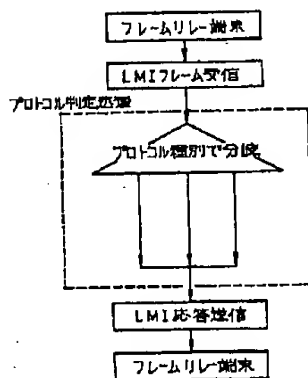 フレームリレー端末
LMIフレーム受信
プロトコル判定処理
プロトコル種別で分岐
LMI応答送信
フレームリレー端末